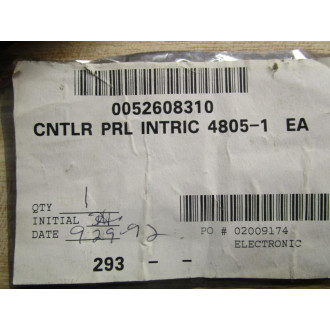 0052608310
CNTLR PRL INTRIC 4805-1 EA
QTY 1
INITIAL
DATE 9-29-92
PO # 02009174
ELECTRONIC
293 - -